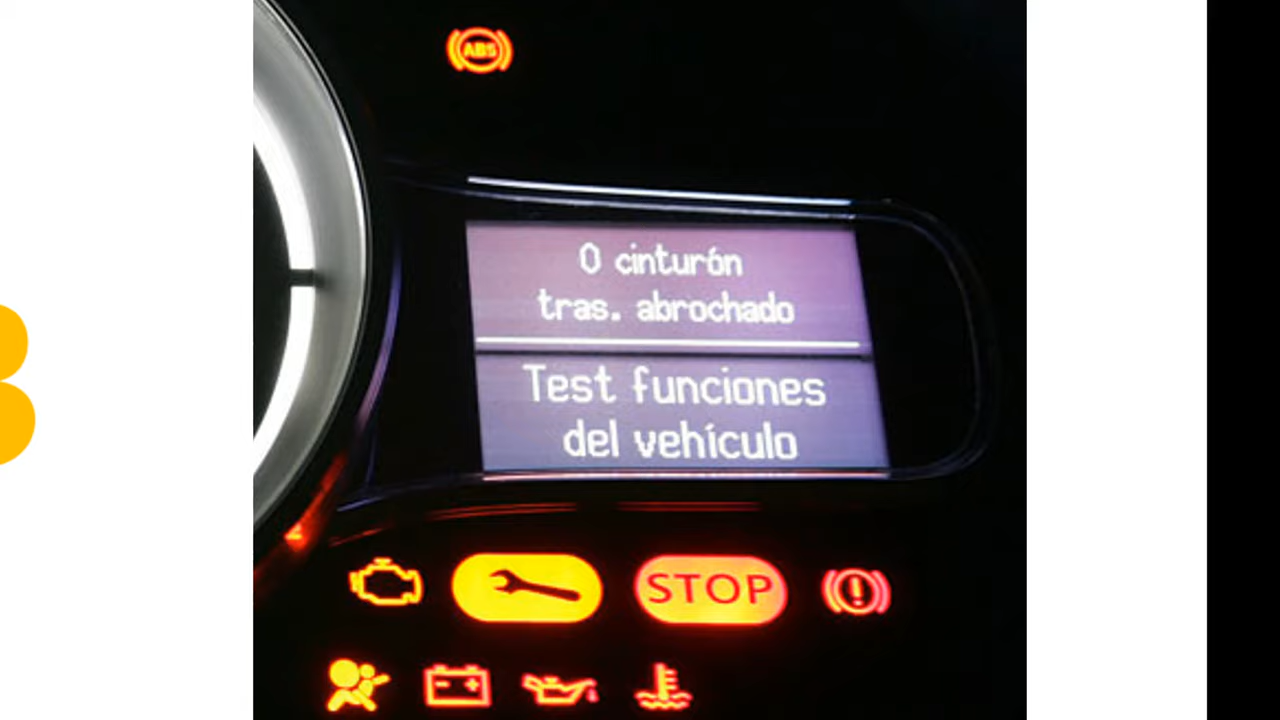 ABS
0 cinturón
tras. abrochado
Test funciones
del vehículo
STOP